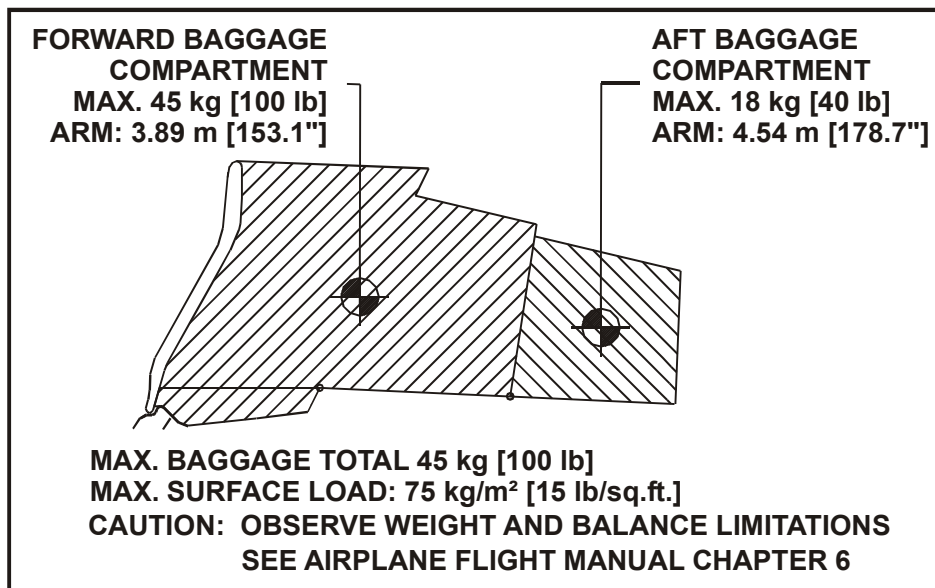 FORWARD BAGGAGE
COMPARTMENT
MAX. 45 kg [100 lb]
ARM: 3.89 m [153.1"]
AFT BAGGAGE
COMPARTMENT
MAX. 18 kg [40 lb]
ARM: 4.54 m [178.7"]
MAX. BAGGAGE TOTAL 45 kg [100 lb]
MAX. SURFACE LOAD: 75 kg/m² [15 lb/sq.ft.]
CAUTION: OBSERVE WEIGHT AND BALANCE LIMITATIONS
SEE AIRPLANE FLIGHT MANUAL CHAPTER 6